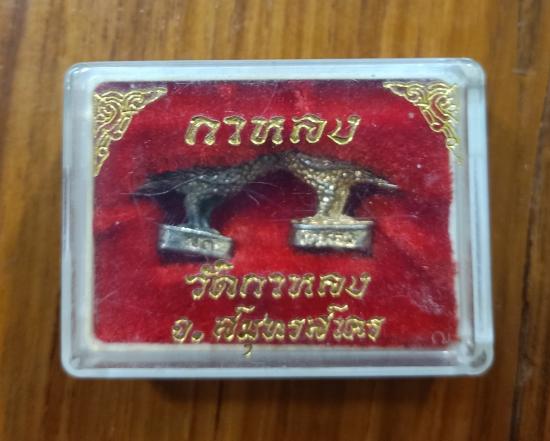 กาหลง
วัดกาหลง
จ. สมุทรสาคร